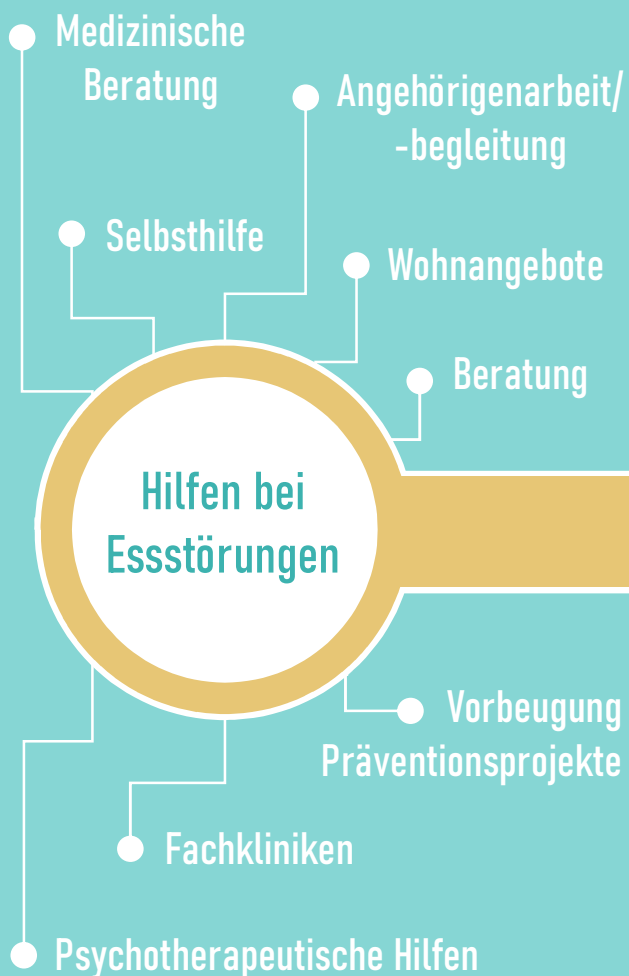 Medizinische
Beratung
Angehörigenarbeit/
-begleitung
Selbsthilfe
Wohnangebote
Beratung
Hilfen bei
Essstörungen
Vorbeugung
Präventionsprojekte
Fachkliniken
Psychotherapeutische Hilfen